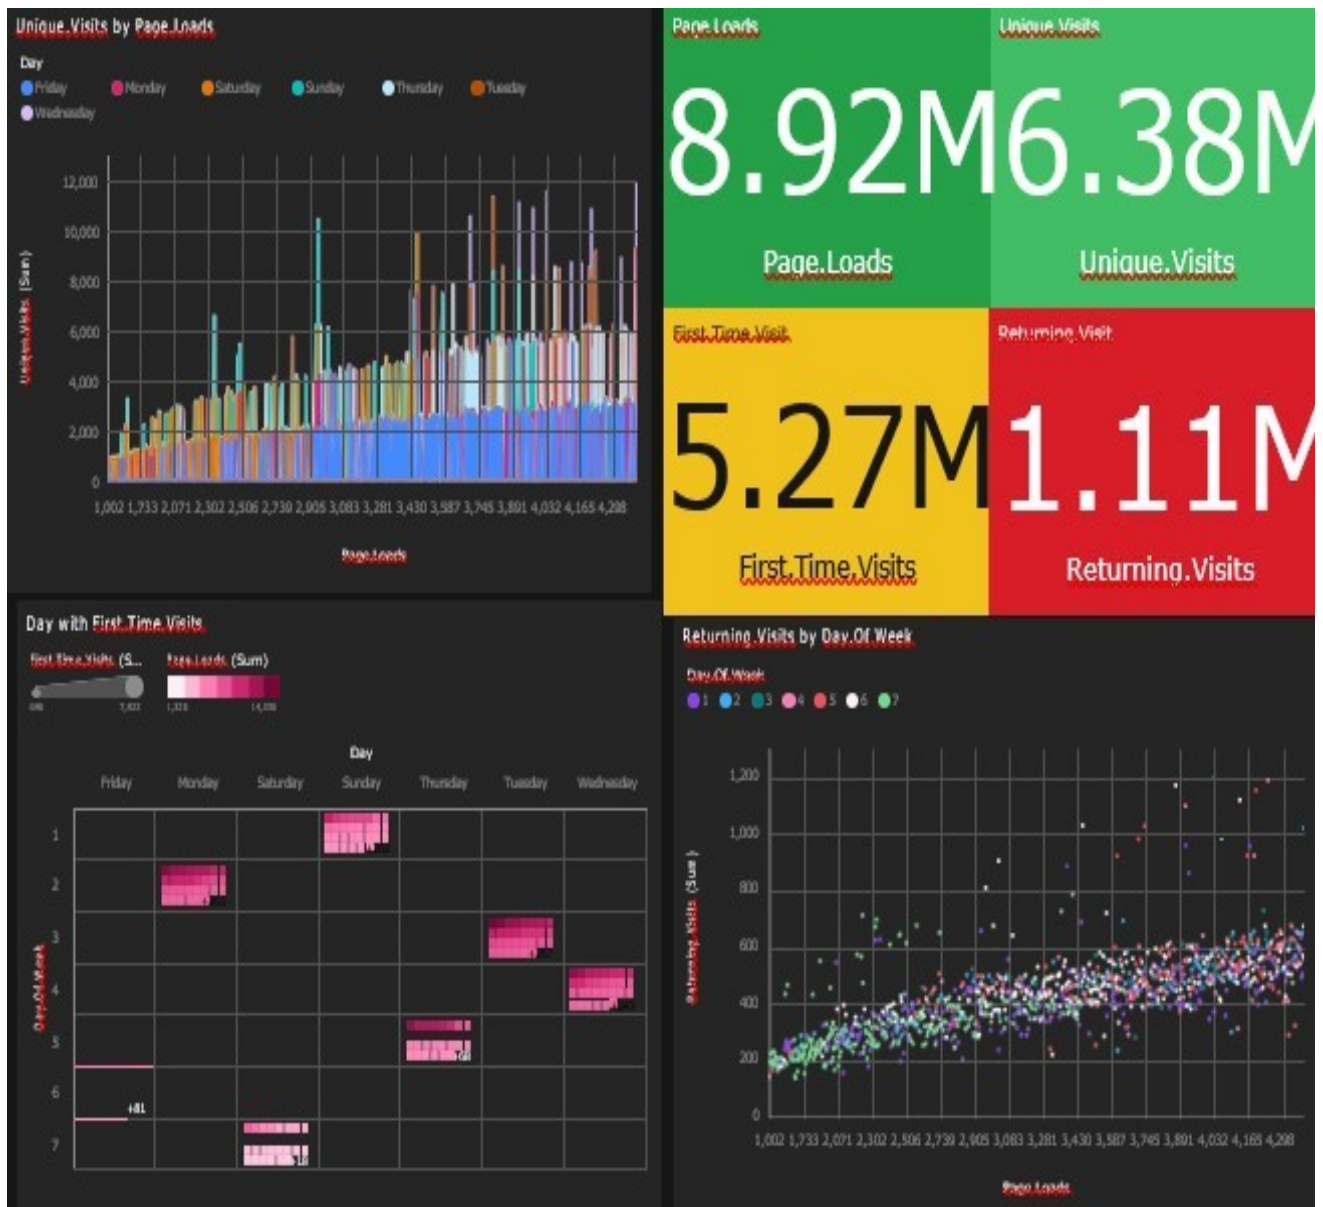 Unique.Visits by Page.Loads
Day
Friday Monday Saturday Sunday Thursday Tuesday
Wednesday
12,000
10,000
8,000
6,000
4,000
2,000
0
Unique.Visits (Sum)
1,002 1,733 2,071 2,302 2,506 2,739 2,905 3,083 3,281 3,430 3,587 3,745 3,891 4,032 4,165 4,298
Page.Loads
Page.Loads
8.92M
Page.Loads
Unique.Visits
6.38M
Unique.Visits
First.Time.Visit
5.27M
First.Time.Visits
Returning.Visit
1.11M
Returning.Visits
Day with First.Time.Visits
First.Time.Visits (S... Page.Loads (Sum)
Day
Friday Monday Saturday Sunday Thursday Tuesday Wednesday
Day.Of.Week
1
2
3
4
5
6
7
+81
Returning.Visits by Day.Of.Week
Day.Of.Week
1 2 3 4 5 6 7
1,200
1,000
800
600
400
200
0
Returning.Visits (Sum)
1,002 1,733 2,071 2,302 2,506 2,739 2,905 3,083 3,281 3,430 3,587 3,745 3,891 4,032 4,165 4,298
Page.Loads